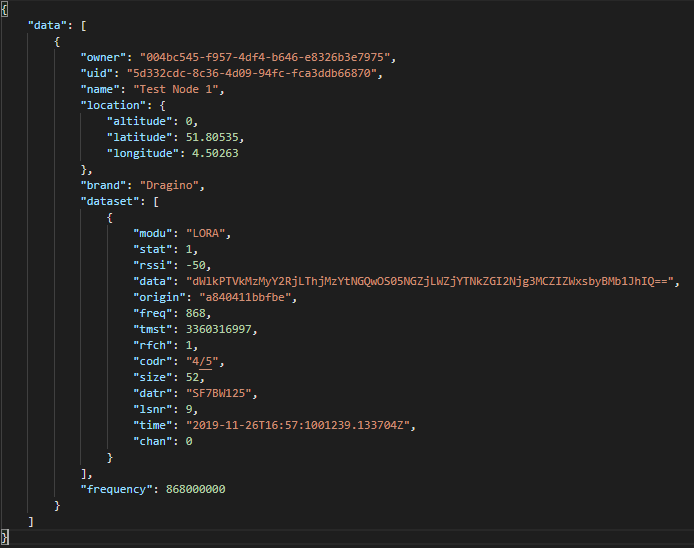 {
"data": [
{
"owner": "004bc545-f957-4df4-b646-e8326b3e7975",
"uid": "5d332cdc-8c36-4d09-94fc-fca3ddb66870",
"name": "Test Node 1",
"location": {
"altitude": 0,
"latitude": 51.80535,
"longitude": 4.50263
},
"brand": "Dragino",
"dataset": [
{
"modu": "LORA",
"stat": 1,
"rssi": -50,
"data": "dWlkPTVkMzMyY2RjLThjMzYtNGQwOS05NGZjLWZjYTNkZGI2Njg3MCZIZWxsbyBMb1JhIQ==",
"origin": "a840411bbfbe",
"freq": 868,
"tmst": 3360316997,
"rfch": 1,
"codr": "4/5",
"size": 52,
"datr": "SF7BW125",
"lsnr": 9,
"time": "2019-11-26T16:57:1001239.133704Z",
"chan": 0
}
],
"frequency": 868000000
}
]
}